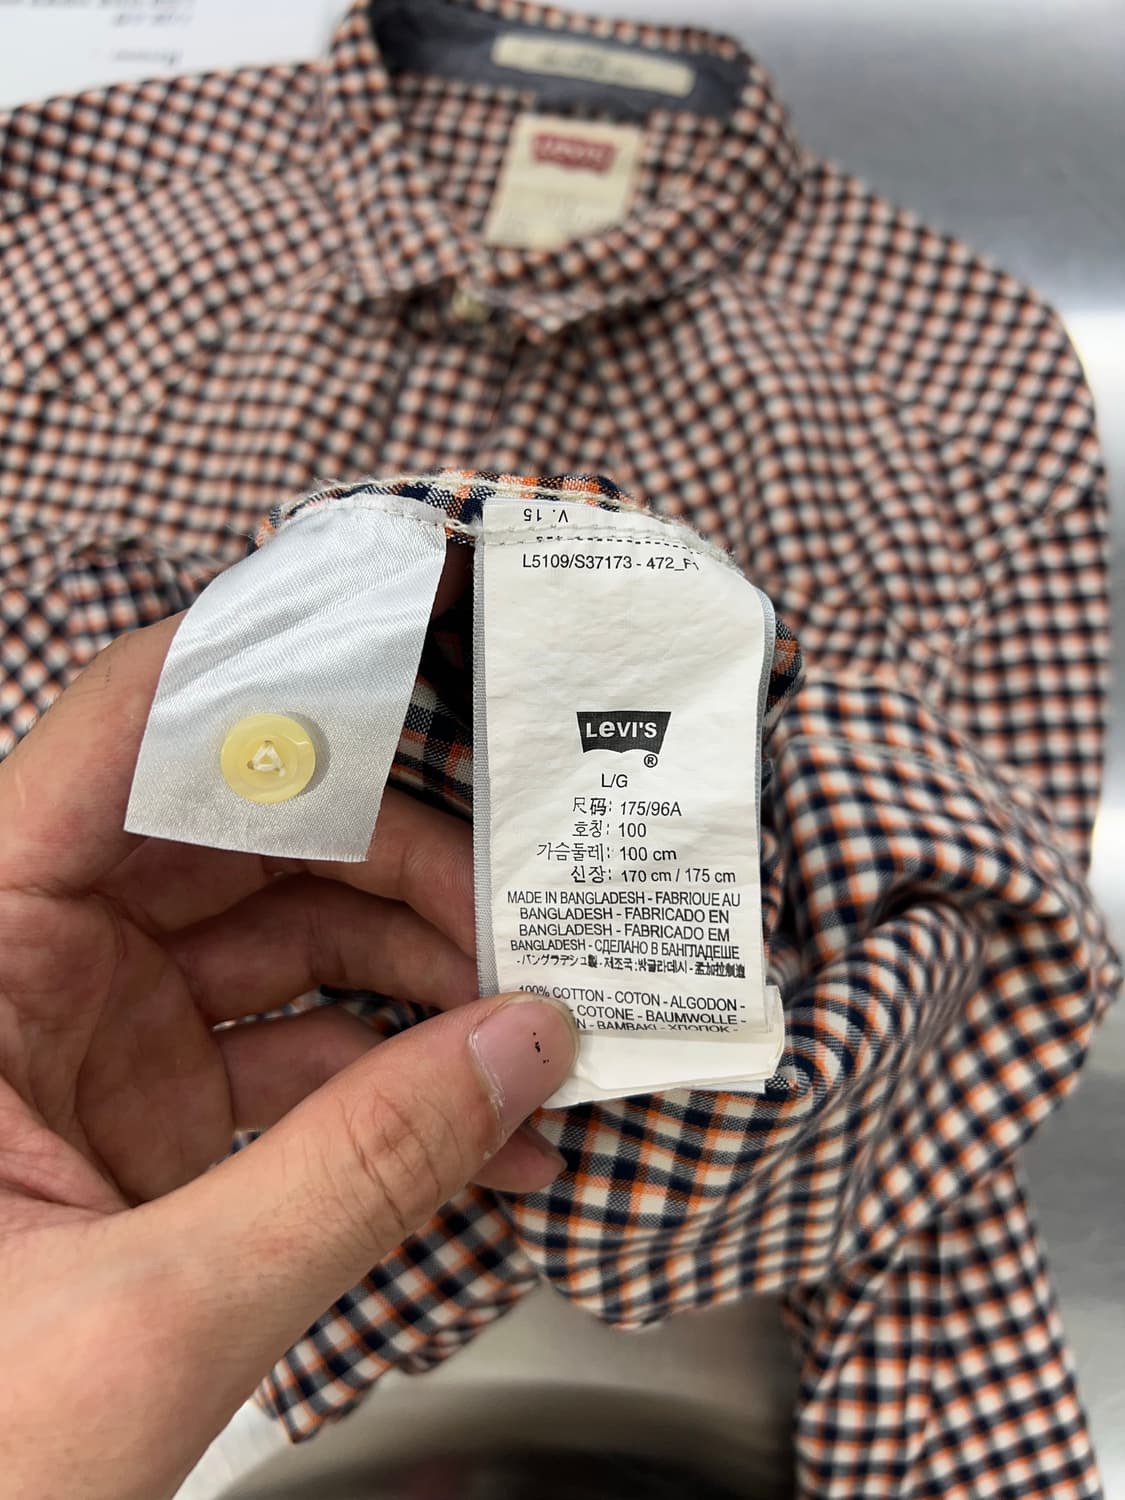 LEVI'S
V. 15
L5109/S37173 - 472_F1
LEVI'S
®
L/G
尺码: 175/96A
호칭: 100
가슴둘레: 100 cm
신장: 170 cm / 175 cm
MADE IN BANGLADESH - FABRIQUE AU
BANGLADESH - FABRICADO EN
BANGLADESH - FABRICADO EM
BANGLADESH - СДЕЛАНО В БАНГЛАДЕШЕ
- バングラデシュ製 - 제조국:방글라데시 - 孟加拉制造
100% COTTON - COTON - ALGODON -
- COTONE - BAUMWOLLE -
N - BAMBAKI - ХЛОПОК -